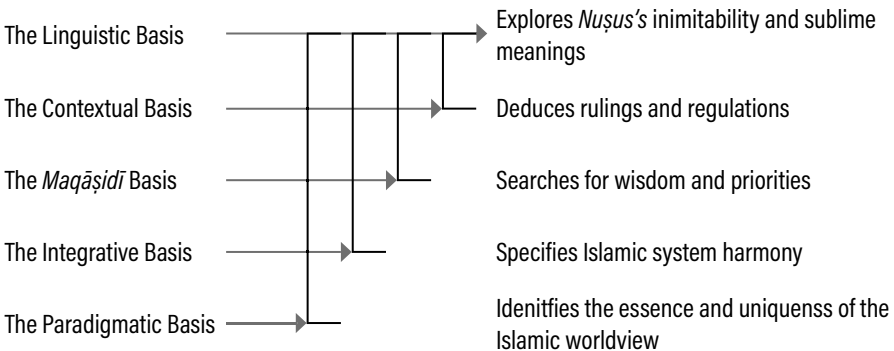 The Linguistic Basis
Explores Nuṣus's inimitability and sublime
meanings
The Contextual Basis
Deduces rulings and regulations
The Maqāṣidī Basis
Searches for wisdom and priorities
The Integrative Basis
Specifies Islamic system harmony
The Paradigmatic Basis
Idenitfies the essence and uniquenss of the
Islamic worldview